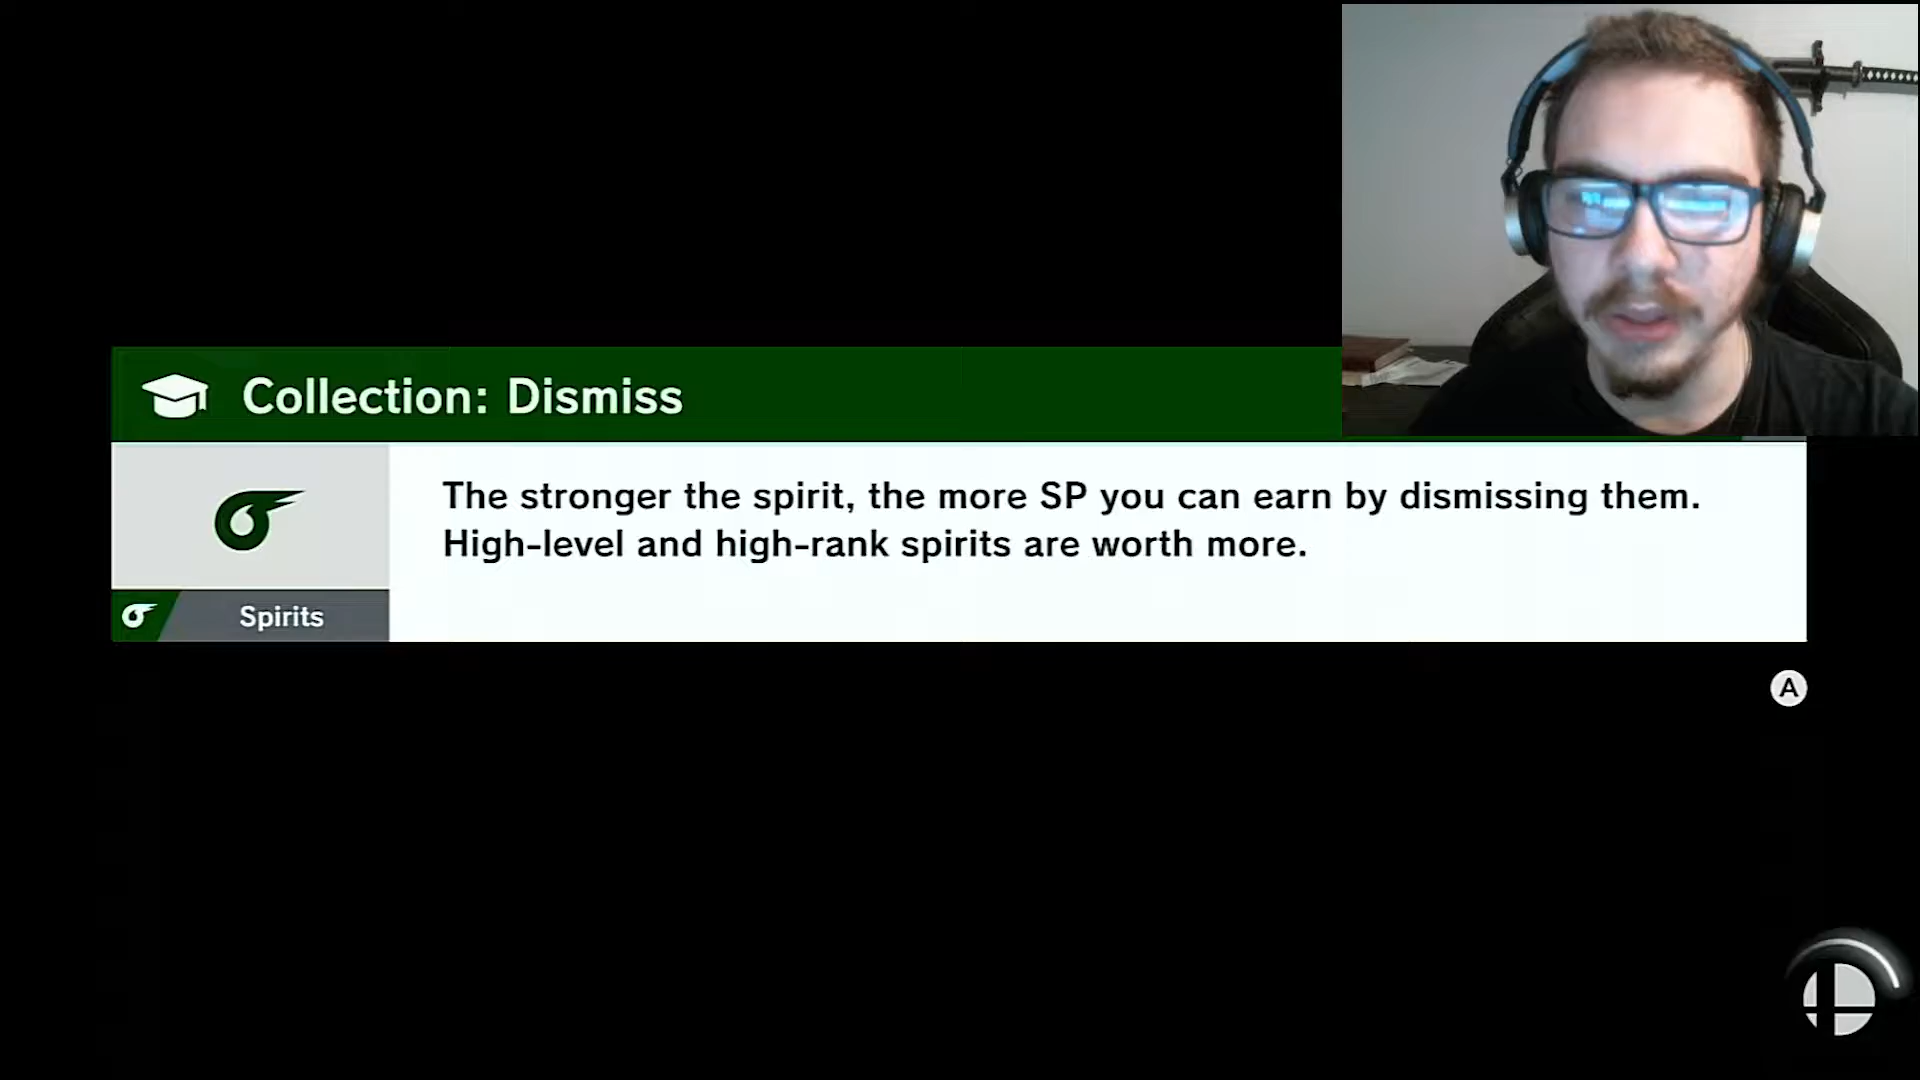 Collection: Dismiss
The stronger the spirit, the more SP you can earn by dismissing them.
High-level and high-rank spirits are worth more.
Spirits
A